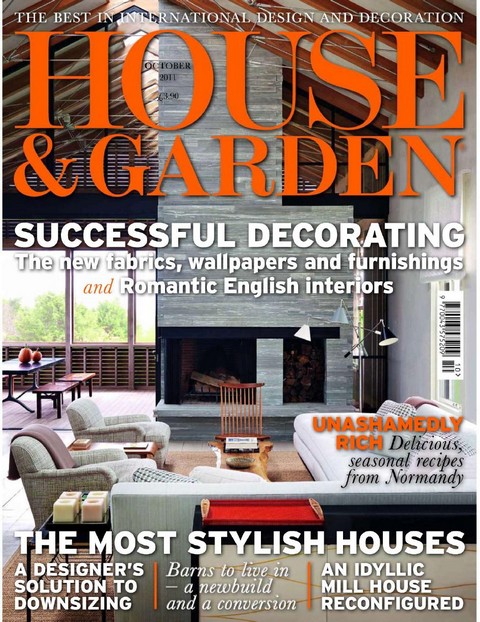 THE BEST IN INTERNATIONAL DESIGN AND DECORATION
HOUSE
OCTOBER
2011
£3.90
& GARDEN
SUCCESSFUL DECORATING
The new fabrics, wallpapers and furnishings
and Romantic English interiors
10>
UNASHAMEDLY
RICH Delicious,
seasonal recipes
from Normandy
THE MOST STYLISH HOUSES
A DESIGNER'S
SOLUTION TO
DOWNSIZING
Barns to live in
– a newbuild
and a conversion
AN IDYLLIC
MILL HOUSE
RECONFIGURED